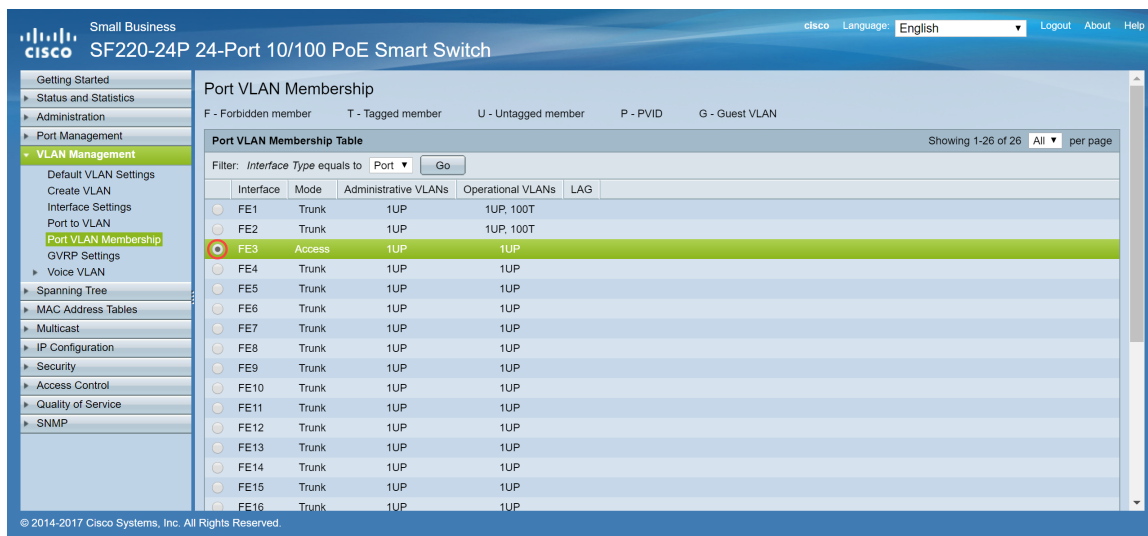 Small Business
cisco Language: English Logout About Help
cisco SF220-24P 24-Port 10/100 PoE Smart Switch
Getting Started
Status and Statistics
Administration
Port Management
VLAN Management
Default VLAN Settings
Create VLAN
Interface Settings
Port to VLAN
Port VLAN Membership
GVRP Settings
Voice VLAN
Spanning Tree
MAC Address Tables
Multicast
IP Configuration
Security
Access Control
Quality of Service
SNMP
Port VLAN Membership
F - Forbidden member T - Tagged member U - Untagged member P - PVID G - Guest VLAN
Port VLAN Membership Table Showing 1-26 of 26 All per page
Filter: Interface Type equals to Port Go
Interface Mode Administrative VLANs Operational VLANs LAG
FE1 Trunk 1UP 1UP, 100T
FE2 Trunk 1UP 1UP, 100T
FE3 Access 1UP 1UP
FE4 Trunk 1UP 1UP
FE5 Trunk 1UP 1UP
FE6 Trunk 1UP 1UP
FE7 Trunk 1UP 1UP
FE8 Trunk 1UP 1UP
FE9 Trunk 1UP 1UP
FE10 Trunk 1UP 1UP
FE11 Trunk 1UP 1UP
FE12 Trunk 1UP 1UP
FE13 Trunk 1UP 1UP
FE14 Trunk 1UP 1UP
FE15 Trunk 1UP 1UP
FE16 Trunk 1UP 1UP
© 2014-2017 Cisco Systems, Inc. All Rights Reserved.